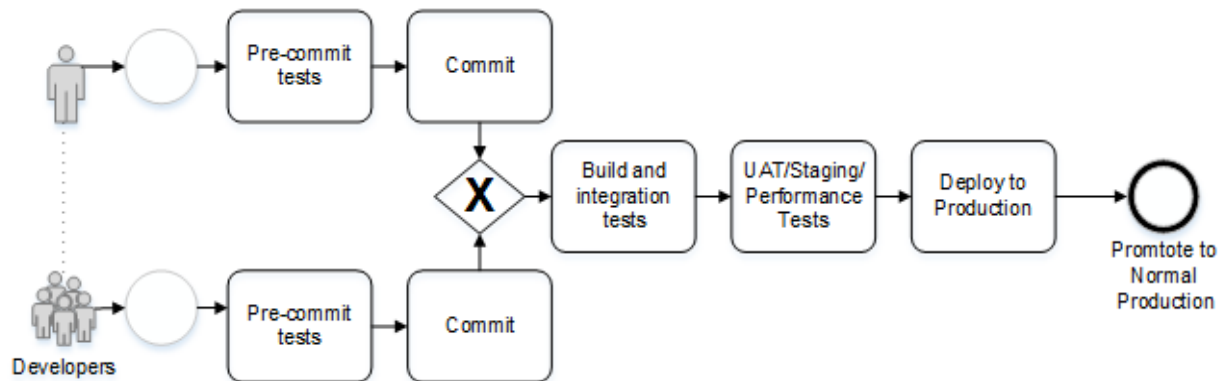 Pre-commit
tests
Commit
X
Build and
integration
tests
UAT/Staging/
Performance
Tests
Deploy to
Production
Promtote to
Normal
Production
Pre-commit
tests
Commit
Developers